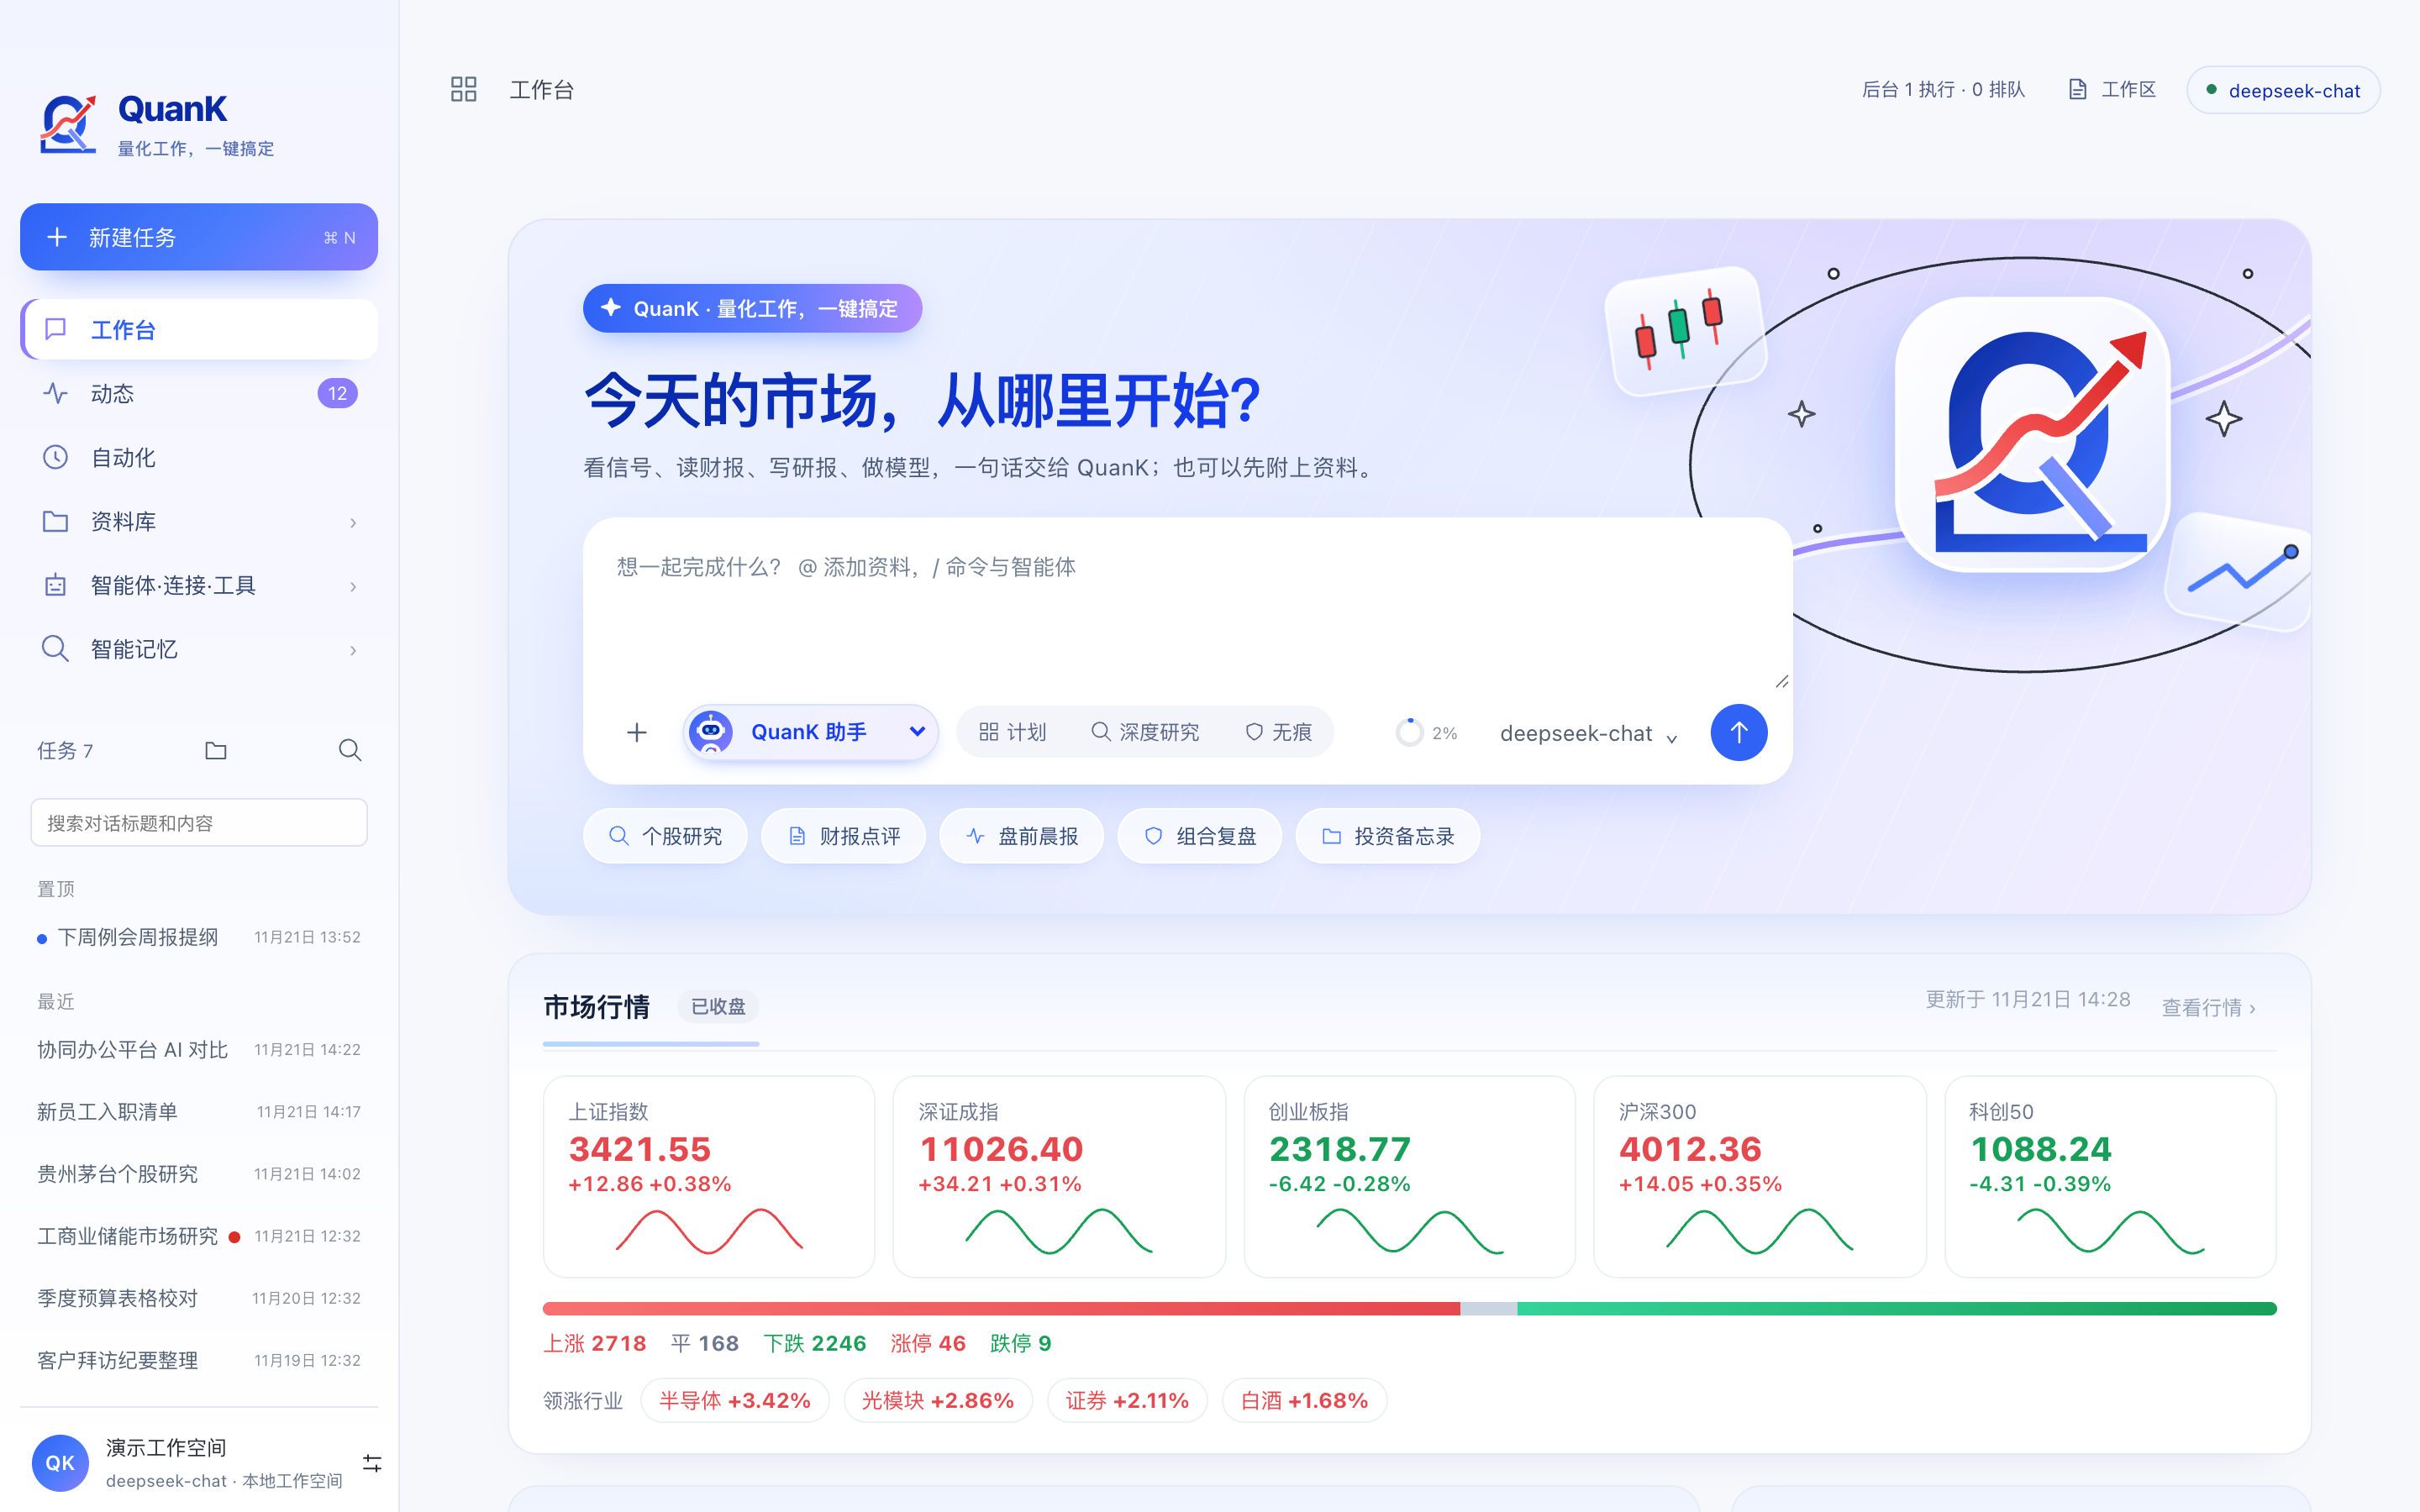 QuanK
量化工作，一键搞定
新建任务 ⌘ N
工作台
动态 12
自动化
资料库
智能体·连接·工具
智能记忆
任务 7
搜索对话标题和内容
置顶
下周例会周报提纲 11月21日 13:52
最近
协同办公平台 AI 对比 11月21日 14:22
新员工入职清单 11月21日 14:17
贵州茅台个股研究 11月21日 14:02
工商业储能市场研究 11月21日 12:32
季度预算表格校对 11月20日 12:32
客户拜访纪要整理 11月19日 12:32
QK
演示工作空间
deepseek-chat · 本地工作空间
工作台
后台 1 执行 · 0 排队 工作区 deepseek-chat
QuanK · 量化工作，一键搞定
今天的市场，从哪里开始？
看信号、读财报、写研报、做模型，一句话交给 QuanK；也可以先附上资料。
想一起完成什么？ @ 添加资料，/ 命令与智能体
QuanK 助手 计划 深度研究 无痕 2% deepseek-chat
个股研究 财报点评 盘前晨报 组合复盘 投资备忘录
市场行情 已收盘 更新于 11月21日 14:28 查看行情 ›
上证指数 深证成指 创业板指 沪深300 科创50
3421.55 11026.40 2318.77 4012.36 1088.24
+12.86 +0.38% +34.21 +0.31% -6.42 -0.28% +14.05 +0.35% -4.31 -0.39%
上涨 2718 平 168 下跌 2246 涨停 46 跌停 9
领涨行业 半导体 +3.42% 光模块 +2.86% 证券 +2.11% 白酒 +1.68%